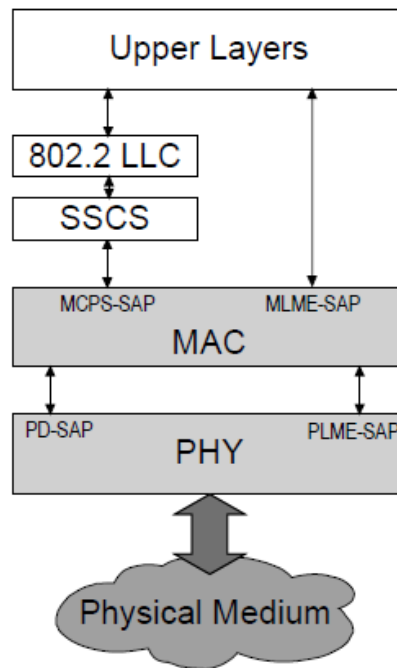 Upper Layers
802.2 LLC
SSCS
MCPS-SAP MLME-SAP
MAC
PD-SAP PLME-SAP
PHY
Physical Medium